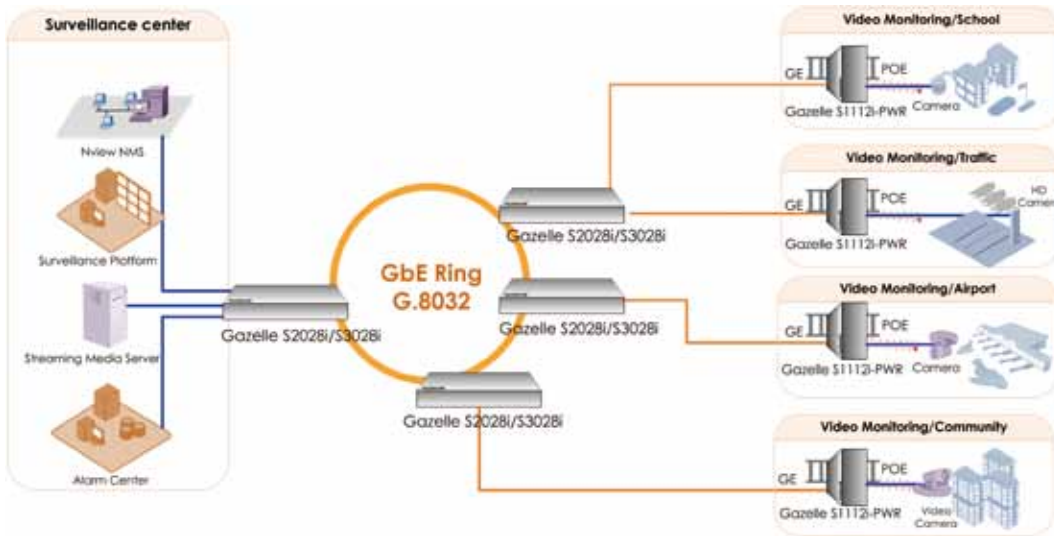 Surveillance center
Nview NMS
Surveillance Platform
Streaming Media Server
Alarm Center
Gazelle S2028i/S3028i
GbE Ring
G.8032
Gazelle S2028i/S3028i
Gazelle S2028i/S3028i
Gazelle S2028i/S3028i
Video Monitoring/School
GE
POE
Camera
Gazelle S1112i-PWR
Video Monitoring/Traffic
GE
POE
HD
Camera
Gazelle S1112i-PWR
Video Monitoring/Airport
GE
POE
Gazelle S1112i-PWR
Camera
Video Monitoring/Community
GE
POE
Gazelle S1112i-PWR
Video
Camera